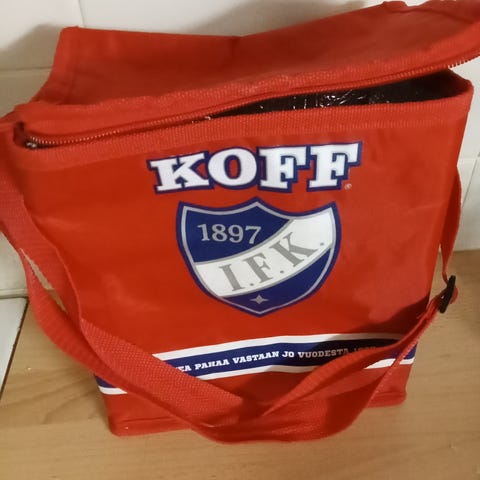 KOFF
1897
I.F.K.
PAHAA VASTAAN JO VUODESTA